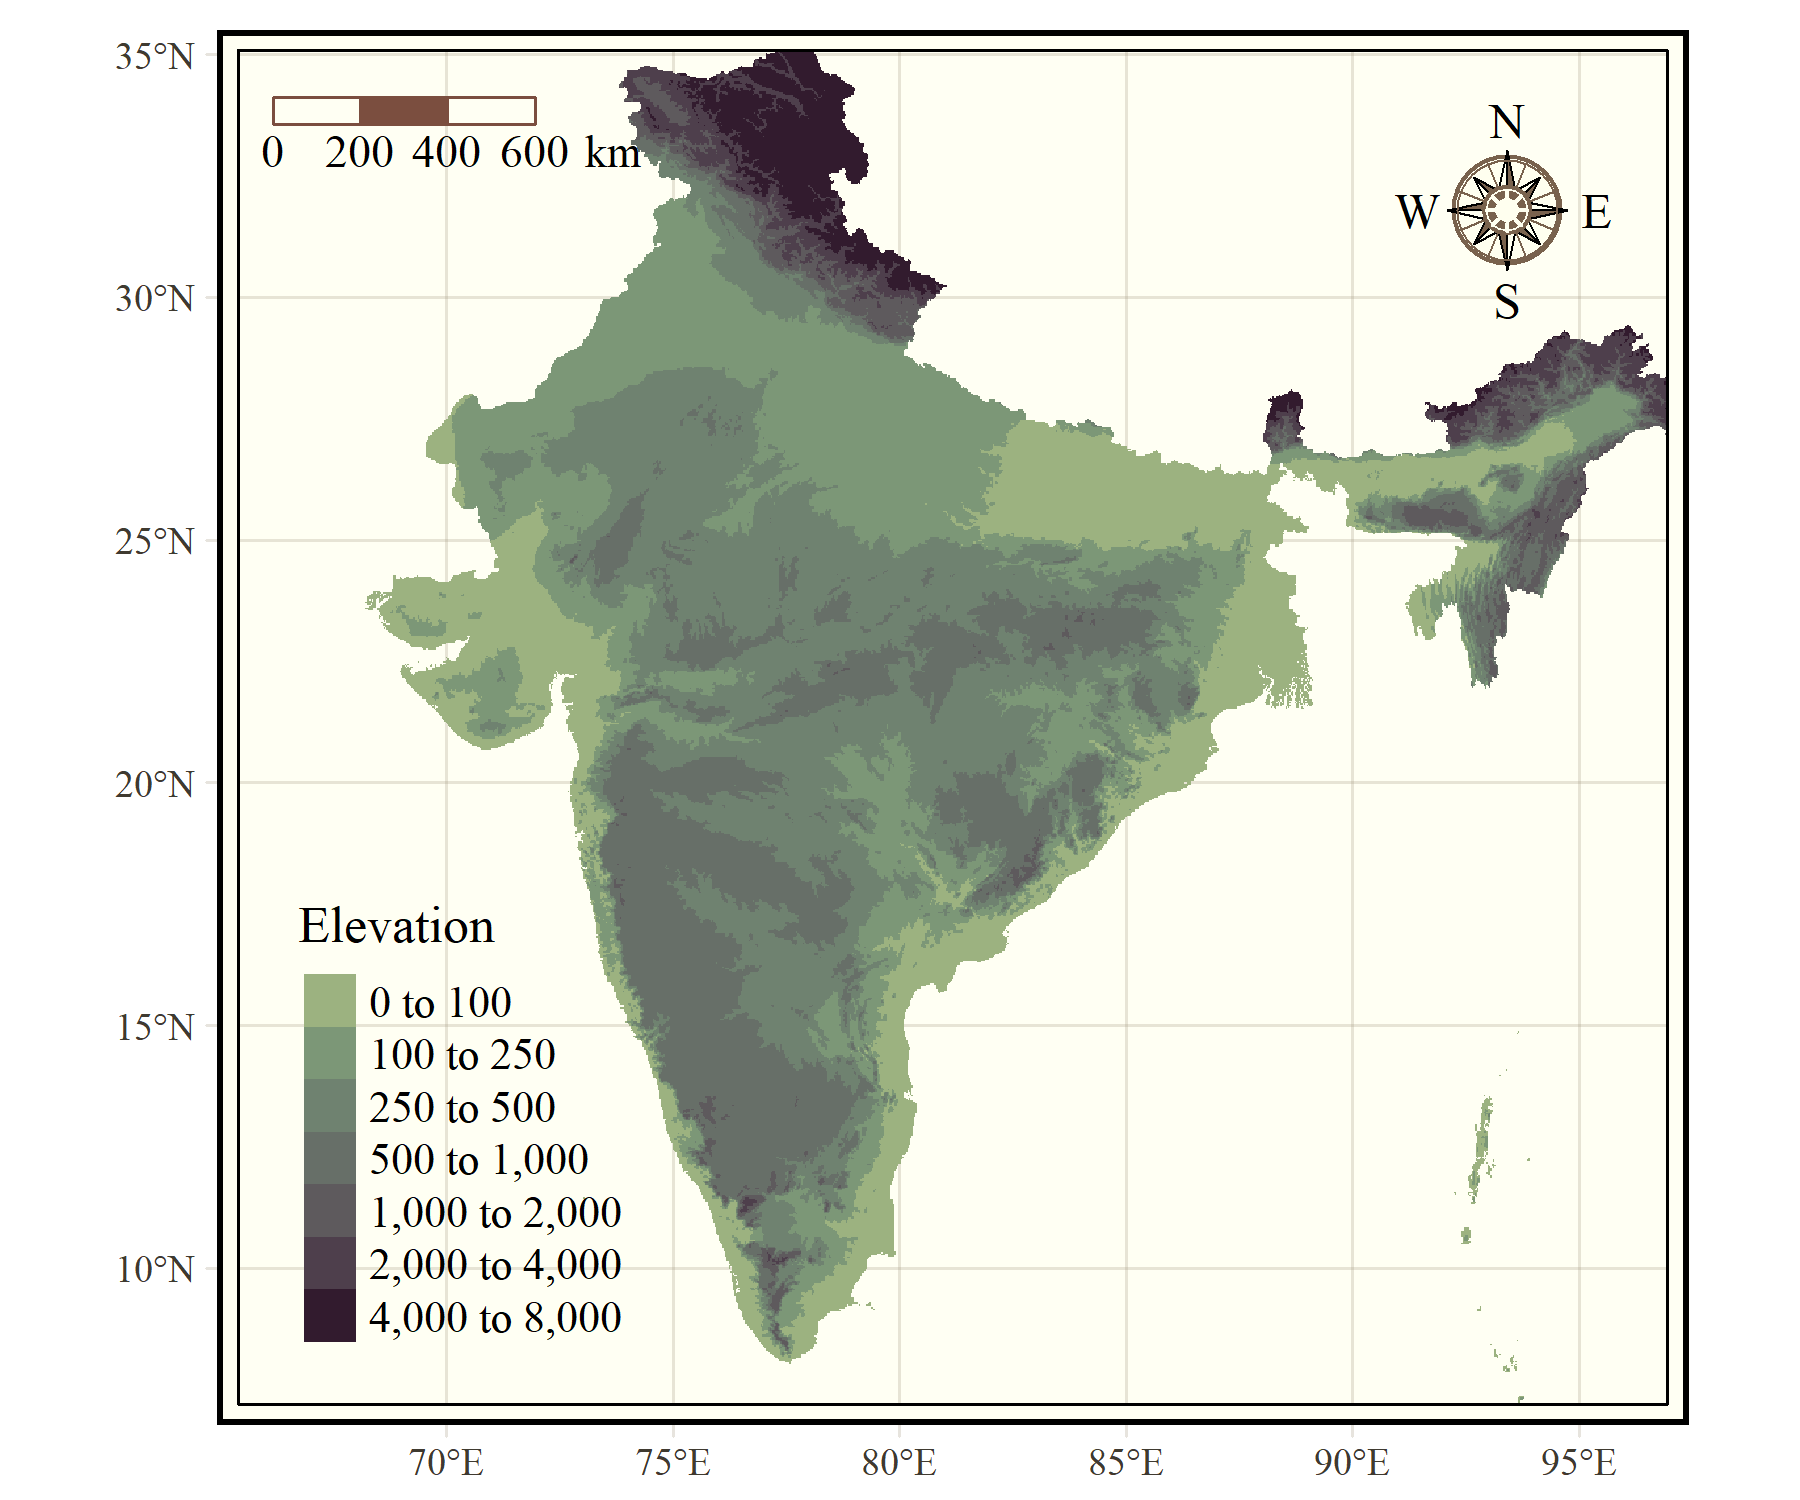 35°N
30°N
25°N
20°N
15°N
10°N
0 200 400 600 km
N
W E
S
Elevation
0 to 100
100 to 250
250 to 500
500 to 1,000
1,000 to 2,000
2,000 to 4,000
4,000 to 8,000
70°E 75°E 80°E 85°E 90°E 95°E